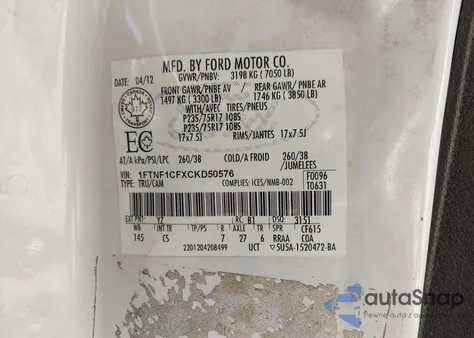 MFD. BY FORD MOTOR CO.
DATE: 04/12 GVWR/PNBV: 3198 KG ( 7050 LB)
FRONT GAWR/PNBE AV REAR GAWR/PNBE AR
1497 KG ( 3300 LB) 1746 KG ( 3850 LB)
WITH/AVEC TIRES/PNEUS
P235/75R17 108S P235/75R17 108S
17x7.5J RIMS/JANTES 17x7.5J
AT/A kPa/PSI/LPC 260/38 COLD/A FROID 260/38
/JUMELEES
VIN: 1FTNF1CFXCKD50576 F0096
TYPE: TRU/CAM COMPLIES: ICES/NMB-002 T0631
EXT PNT: YZ RC: B1 DSO: 3151
WB INT TR TP/PS R AXLE TR SPR CF615
145 CS 7 27 6 RRAA COA
2201204208499 UCT 5U5A-1520472-BA
autoSnap
Pewne auta z